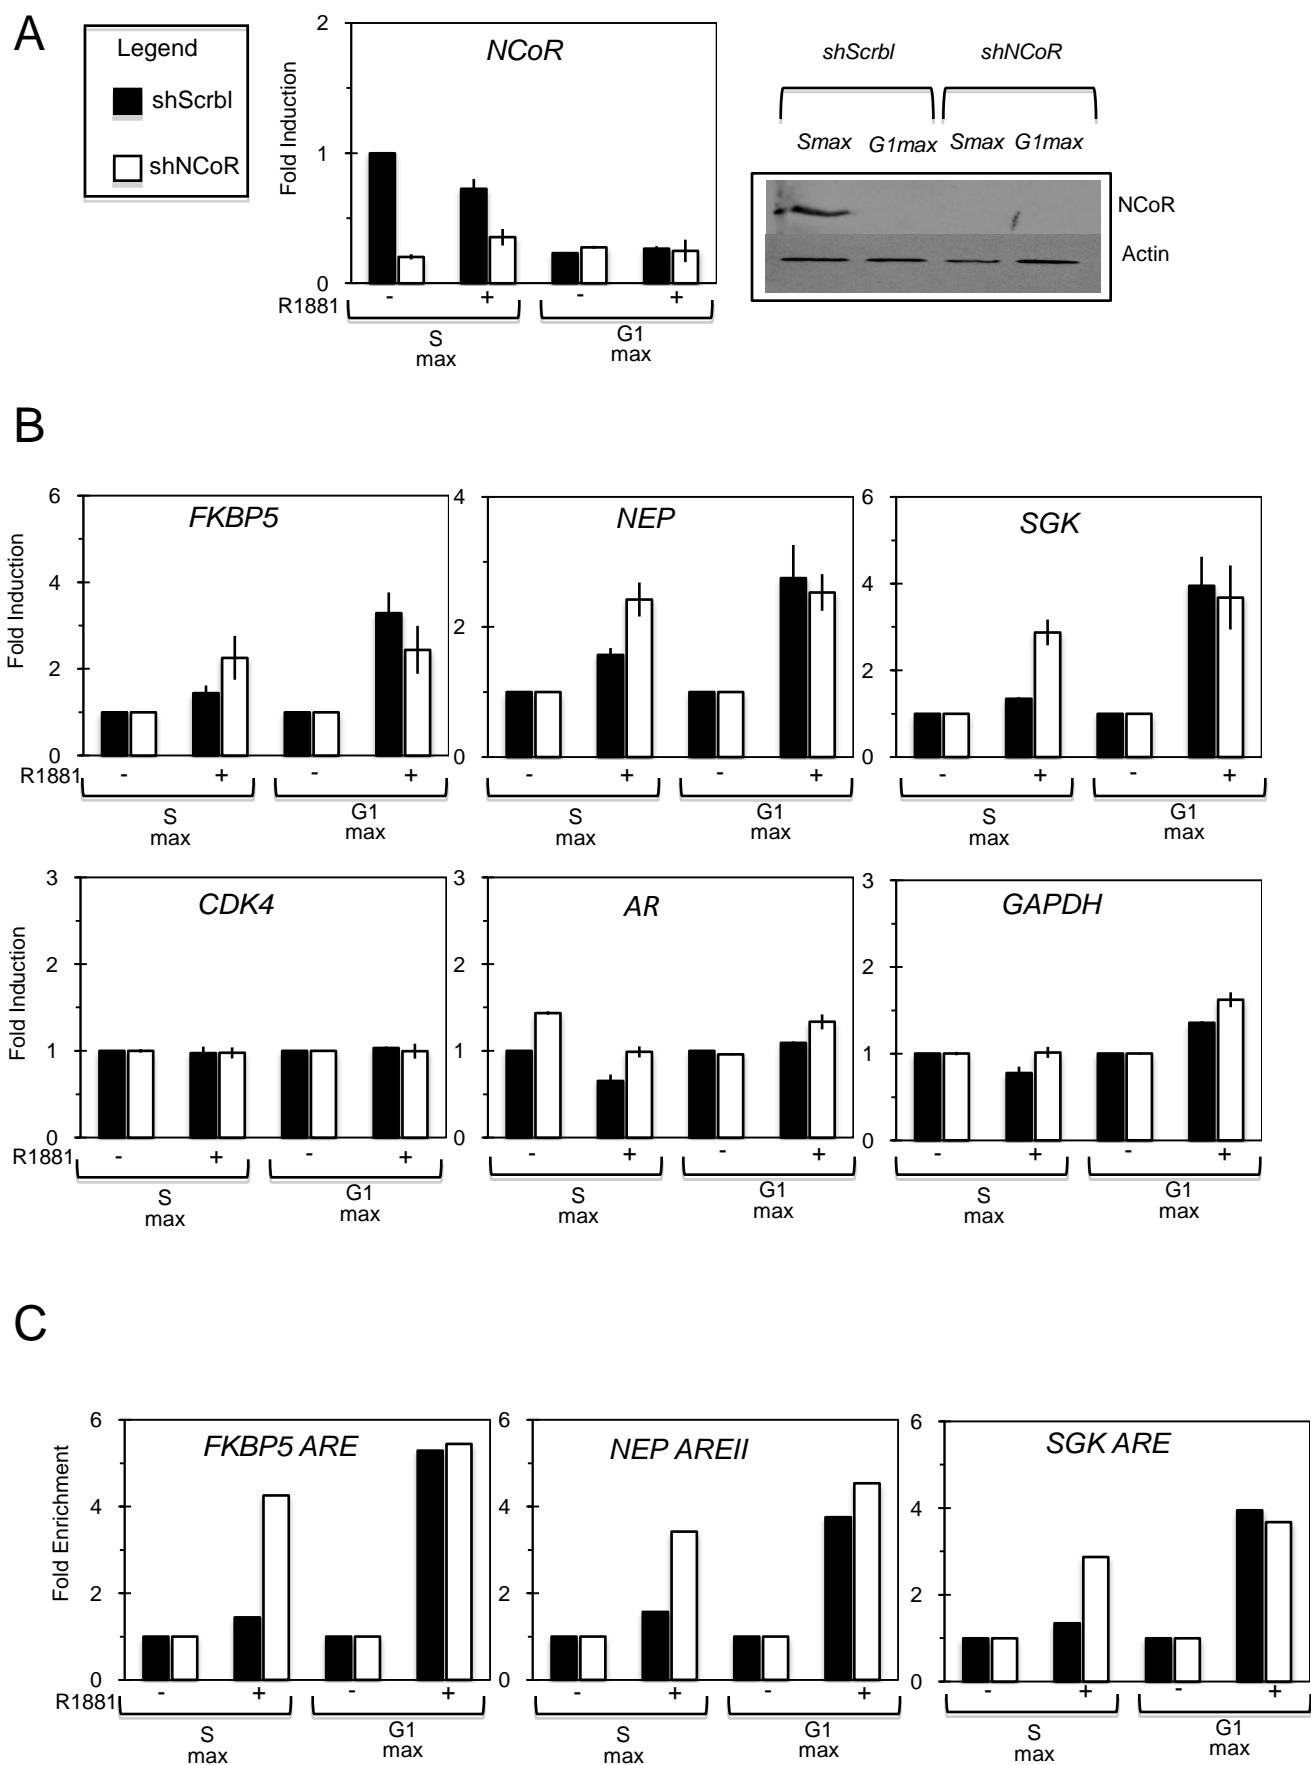 A
Legend
shScrbl
shNCoR
NCoR
Fold Induction
2
1
0
R1881 - + - +
S max
G1 max
shScrbl shNCoR
Smax G1max Smax G1max
NCoR
Actin
B
FKBP5
Fold Induction
6
4
2
0
R1881 - + - +
S max
G1 max
NEP
4
2
0
- + - +
S max
G1 max
SGK
6
4
2
0
- + - +
S max
G1 max
CDK4
Fold Induction
3
2
1
0
R1881 - + - +
S max
G1 max
AR
3
2
1
0
- + - +
S max
G1 max
GAPDH
3
2
1
0
- + - +
S max
G1 max
C
FKBP5 ARE
Fold Enrichment
6
4
2
0
R1881 - + - +
S max
G1 max
NEP AREII
6
4
2
0
- + - +
S max
G1 max
SGK ARE
6
4
2
0
- + - +
S max
G1 max